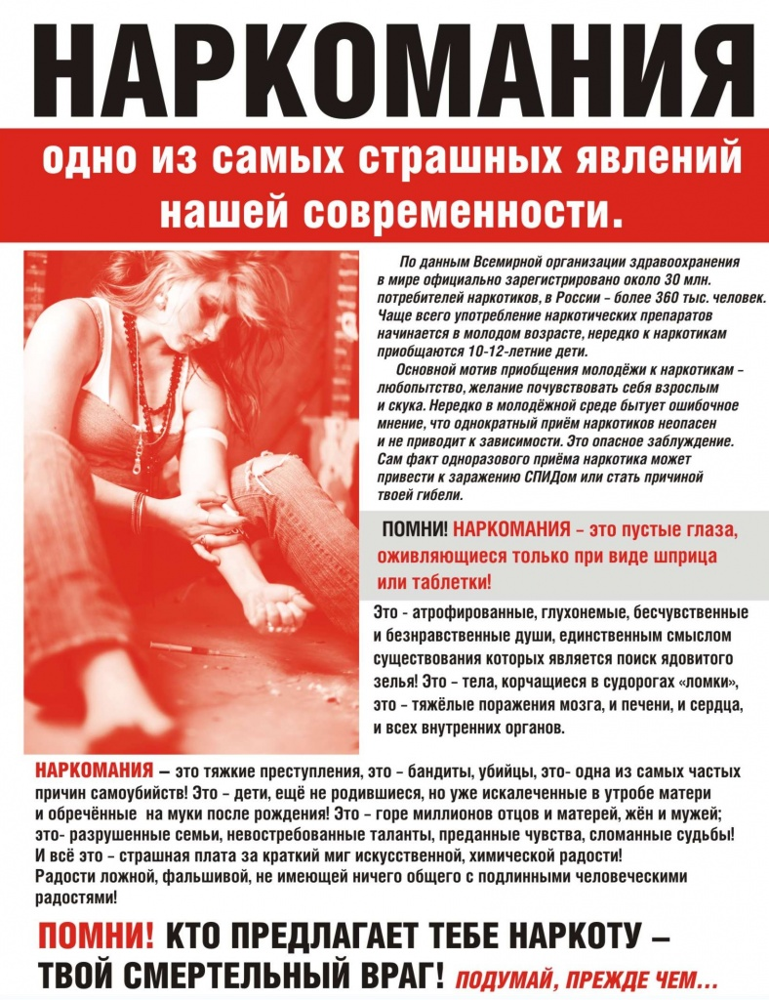 НАРКОМАНИЯ
одно из самых страшных явлений
нашей современности.
По данным Всемирной организации здравоохранения
в мире официально зарегистрировано около 30 млн.
потребителей наркотиков, в России – более 360 тыс. человек.
Чаще всего употребление наркотических препаратов
начинается в молодом возрасте, нередко к наркотикам
приобщаются 10-12-летние дети.
Основной мотив приобщения молодёжи к наркотикам –
любопытство, желание почувствовать себя взрослым
и скука. Нередко в молодёжной среде бытует ошибочное
мнение, что однократный приём наркотиков неопасен
и не приводит к зависимости. Это опасное заблуждение.
Сам факт одноразового приёма наркотика может
привести к заражению СПИДом или стать причиной
твоей гибели.
ПОМНИ! НАРКОМАНИЯ – это пустые глаза,
оживляющиеся только при виде шприца
или таблетки!
Это - атрофированные, глухонемые, бесчувственные
и безнравственные души, единственным смыслом
существования которых является поиск ядовитого
зелья! Это – тела, корчащиеся в судорогах «ломки»,
это – тяжёлые поражения мозга, и печени, и сердца,
и всех внутренних органов.
НАРКОМАНИЯ – это тяжкие преступления, это – бандиты, убийцы, это- одна из самых частых
причин самоубийств! Это – дети, ещё не родившиеся, но уже искалеченные в утробе матери
и обречённые на муки после рождения! Это – горе миллионов отцов и матерей, жён и мужей;
это- разрушенные семьи, невостребованные таланты, преданные чувства, сломанные судьбы!
И всё это – страшная плата за краткий миг искусственной, химической радости!
Радости ложной, фальшивой, не имеющей ничего общего с подлинными человеческими
радостями!
ПОМНИ! КТО ПРЕДЛАГАЕТ ТЕБЕ НАРКОТУ –
ТВОЙ СМЕРТЕЛЬНЫЙ ВРАГ! ПОДУМАЙ, ПРЕЖДЕ ЧЕМ...